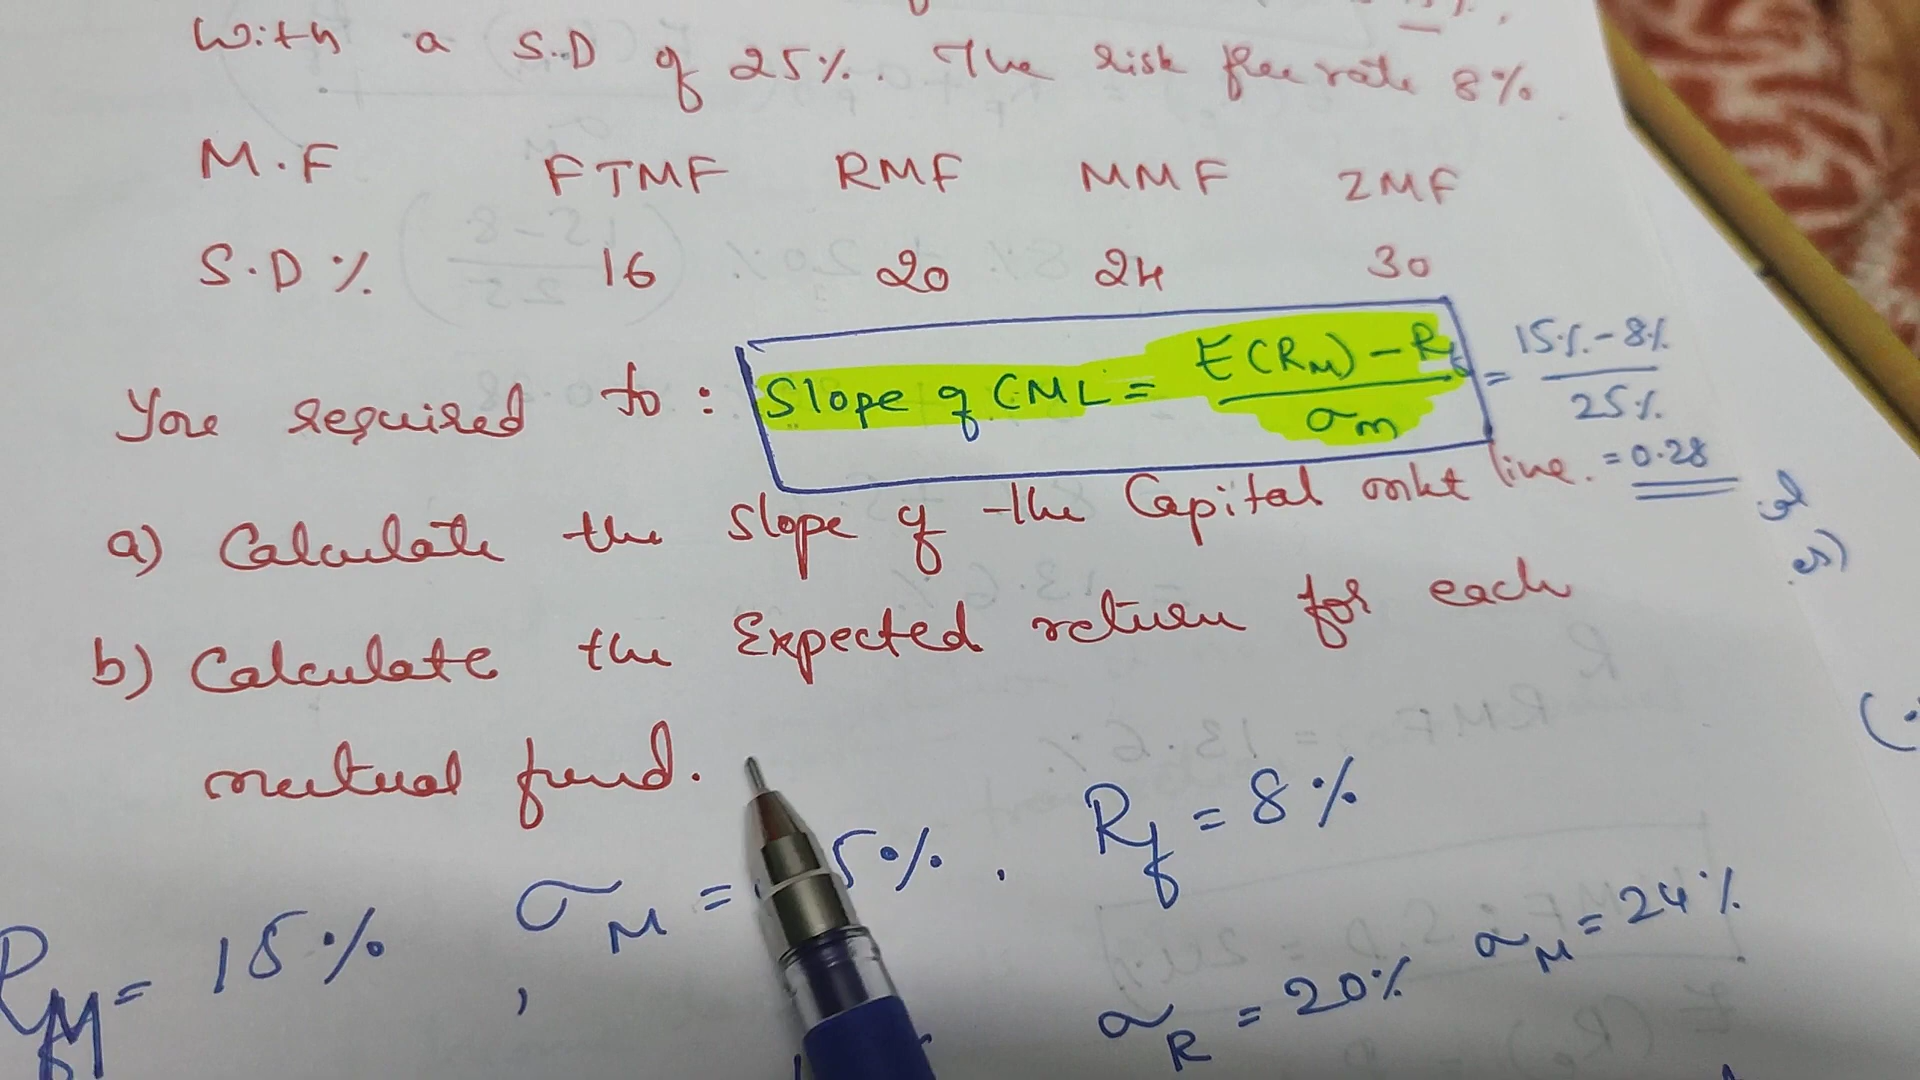 With a S.D of 25%. The risk free rate 8%
M.F FTMF RMF MMF ZMF
S.D % 16 20 24 30
You required to :
Slope of CML = E(RM) - Rf / σm = 15% - 8% / 25%
= 0.28
a) Calculate the slope of the Capital mkt line.
b) Calculate the Expected return for each
mutual fund.
RM = 15% , σM = 5% . Rf = 8%
σR = 20% σM = 24%